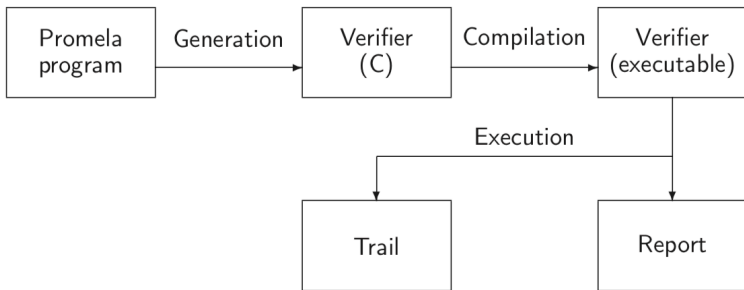 Promela
program
Generation
Verifier
(C)
Compilation
Verifier
(executable)
Execution
Trail
Report